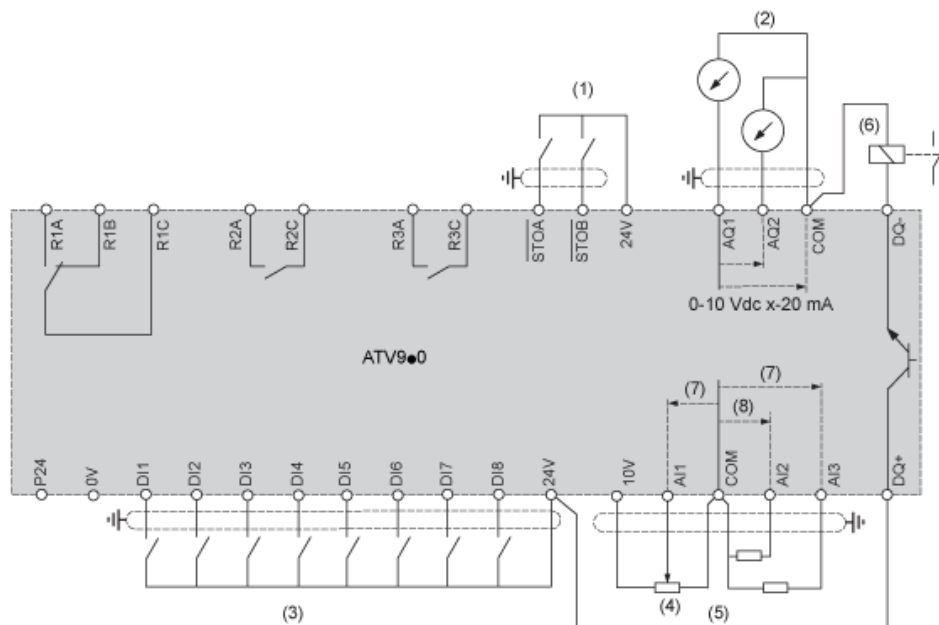 (2)
(1)
(6)
R1A R1B R1C R2A R2C R3A R3C STOA STOB 24V AQ1 AQ2 COM DQ-
0-10 Vdc x-20 mA
ATV9●0
(7) (7)
(8)
P24 0V DI1 DI2 DI3 DI4 DI5 DI6 DI7 DI8 24V 10V AI1 COM AI2 AI3 DQ+
(3) (4) (5)